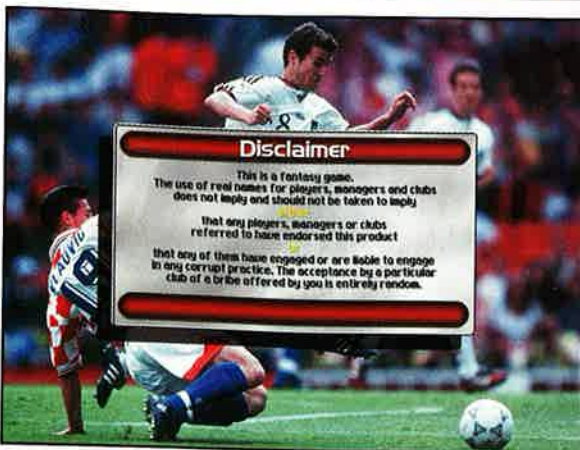 8
Disclaimer
This is a fantasy game.
The use of real names for players, managers and clubs
does not imply and should not be taken to imply
that any players, managers or clubs
referred to have endorsed this product
or
that any of them have engaged or are liable to engage
in any corrupt practice. The acceptance by a particular
club of a bribe offered by you is entirely random.
9